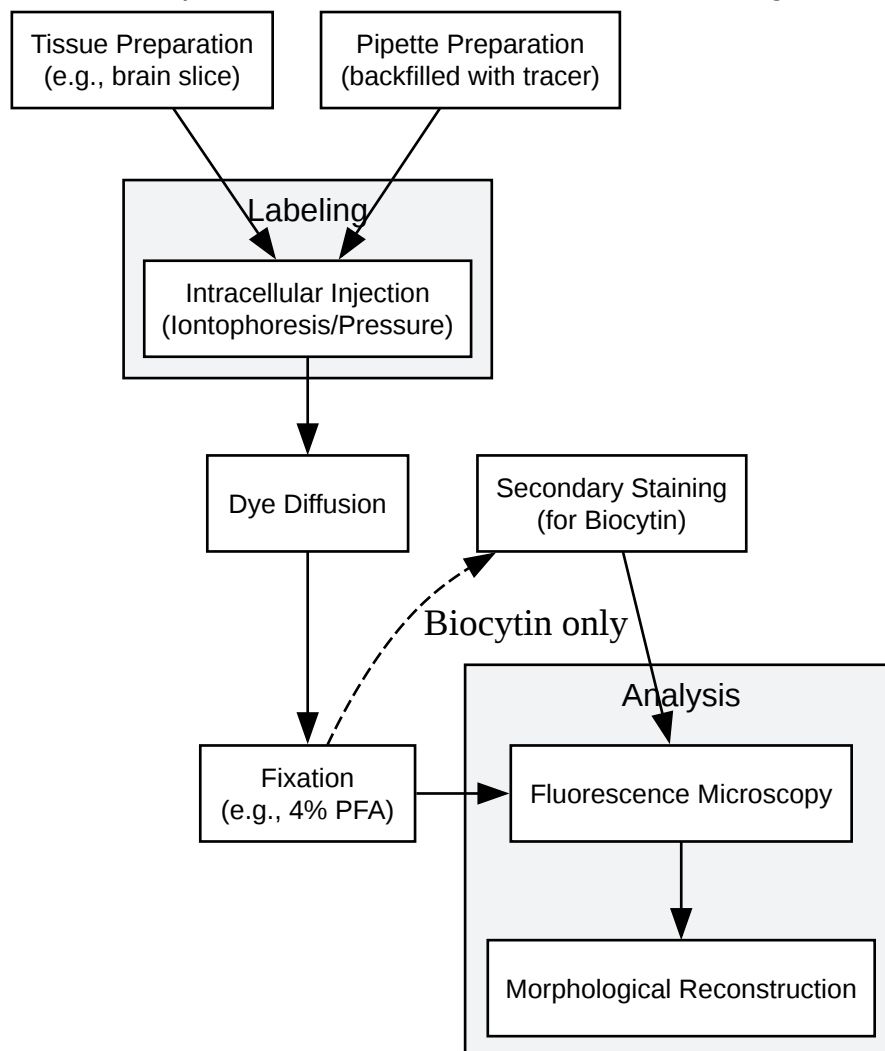 Tissue Preparation
(e.g., brain slice)
Pipette Preparation
(backfilled with tracer)
Labeling
Intracellular Injection
(Iontophoresis/Pressure)
Dye Diffusion
Secondary Staining
(for Biocytin)
Biocytin only
Analysis
Fixation
(e.g., 4% PFA)
Fluorescence Microscopy
Morphological Reconstruction